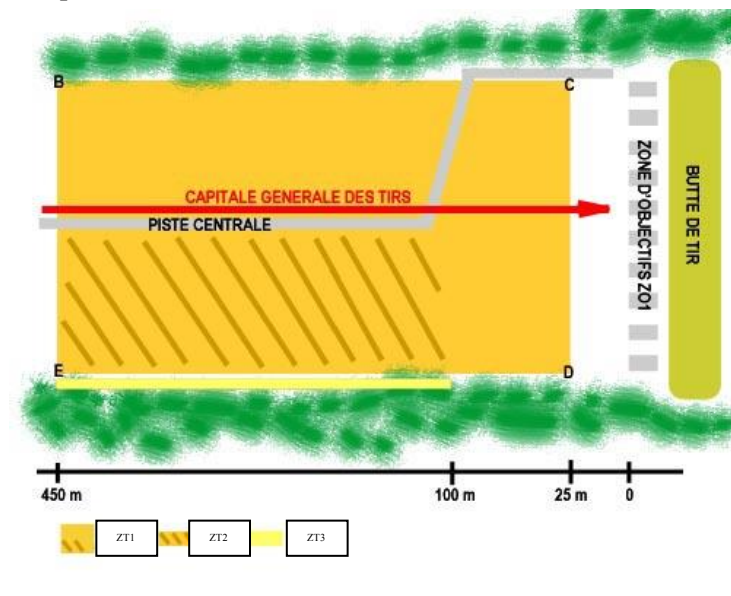 B
C
CAPITALE GENERALE DES TIRS
PISTE CENTRALE
ZONE D'OBJECTIFS ZO1
BUTTE DE TIR
E
D
450 m
100 m
25 m
0
ZT1
ZT2
ZT3